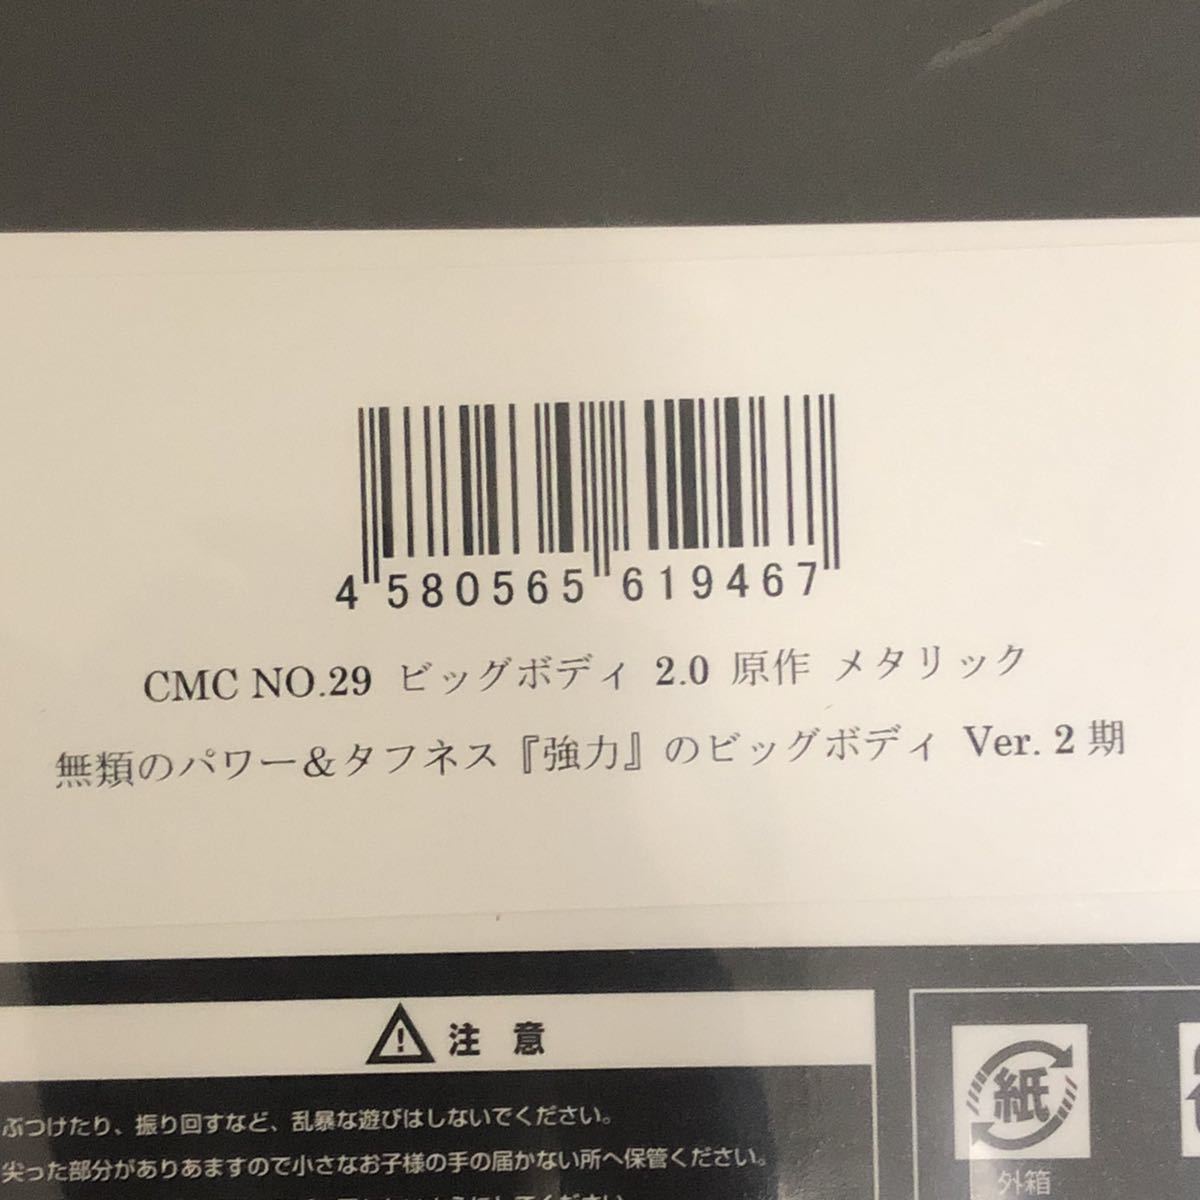 4 580565 619467
CMC NO.29 ビッグボディ 2.0 原作 メタリック
無類のパワー＆タフネス『強力』のビッグボディ Ver. 2 期
注 意
ぶつけたり、振り回すなど、乱暴な遊びはしないでください。
尖った部分がありあますので小さなお子様の手の届かない所へ保管ください。
紙
外箱